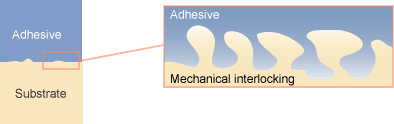 Adhesive
Substrate
Adhesive
Mechanical interlocking